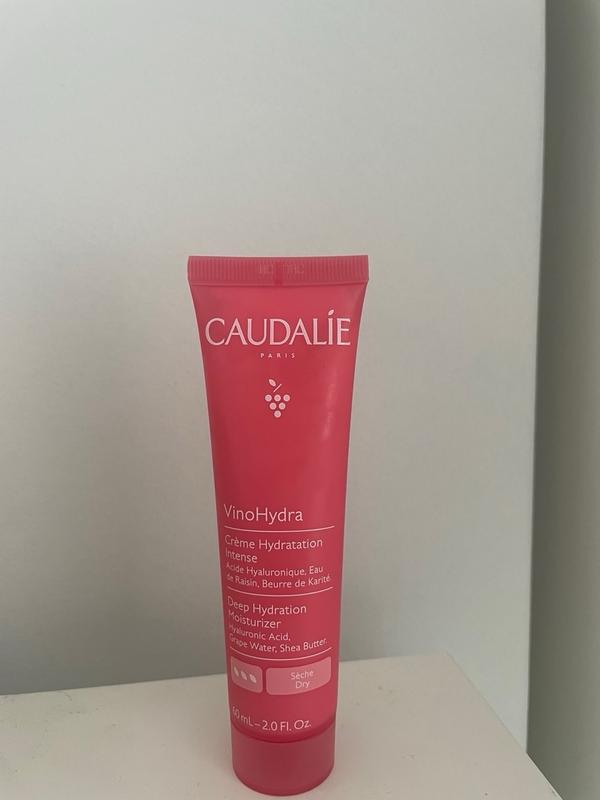 CAUDALÍE
PARIS
VinoHydra
Crème Hydratation
Intense
Acide Hyaluronique, Eau
de Raisin, Beurre de Karité.
Deep Hydration
Moisturizer
Hyaluronic Acid,
Grape Water, Shea Butter.
Sèche
Dry
60 mL – 2.0 Fl. Oz.